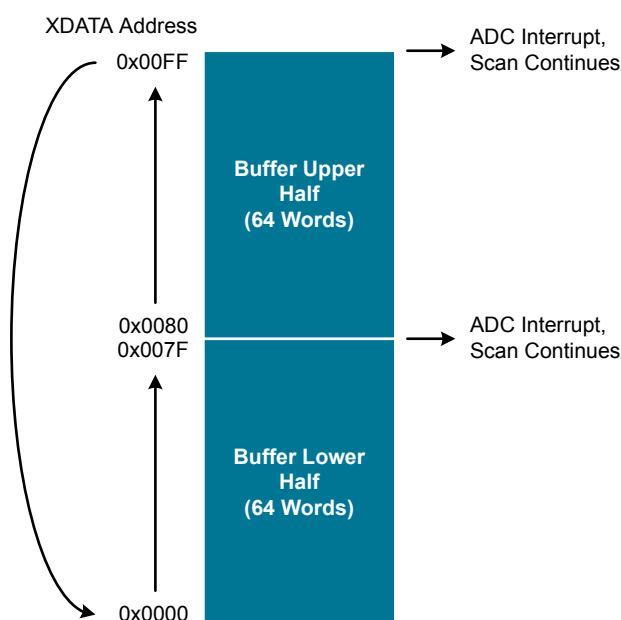 XDATA Address
0x00FF
ADC Interrupt,
Scan Continues
Buffer Upper
Half
(64 Words)
0x0080
0x007F
ADC Interrupt,
Scan Continues
Buffer Lower
Half
(64 Words)
0x0000